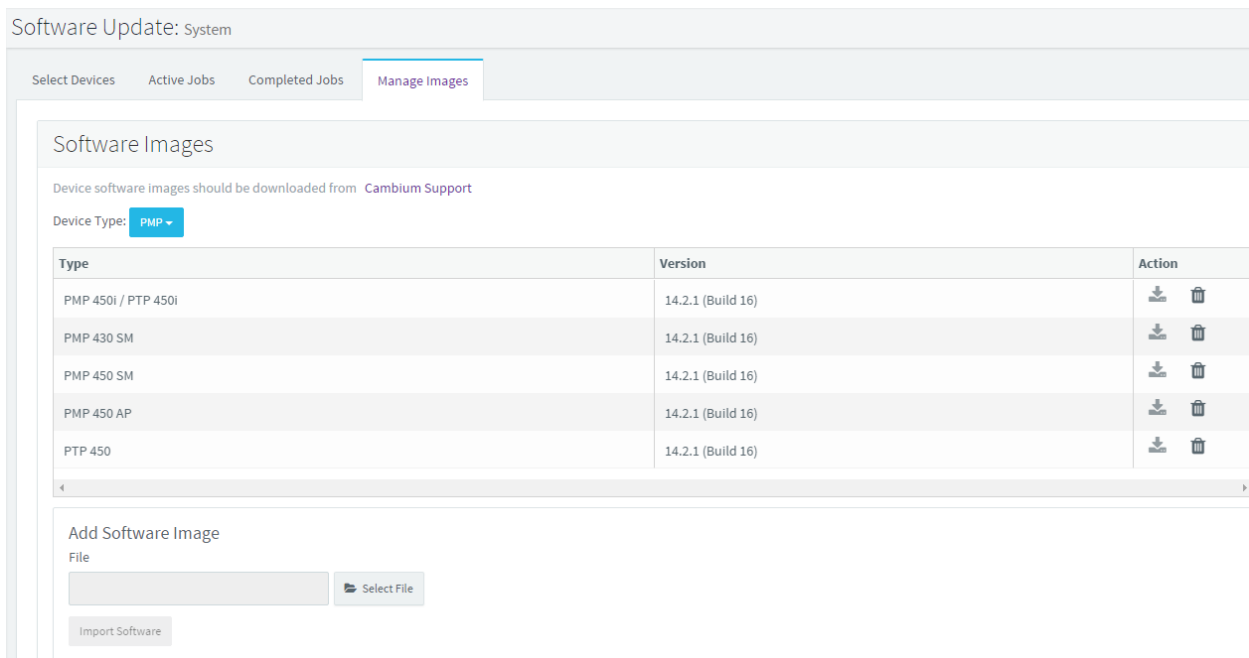 Software Update: System
Select Devices Active Jobs Completed Jobs Manage Images
Software Images
Device software images should be downloaded from Cambium Support
Device Type: PMP
Type Version Action
PMP 450i / PTP 450i 14.2.1 (Build 16)
PMP 430 SM 14.2.1 (Build 16)
PMP 450 SM 14.2.1 (Build 16)
PMP 450 AP 14.2.1 (Build 16)
PTP 450 14.2.1 (Build 16)
Add Software Image
File
Select File
Import Software